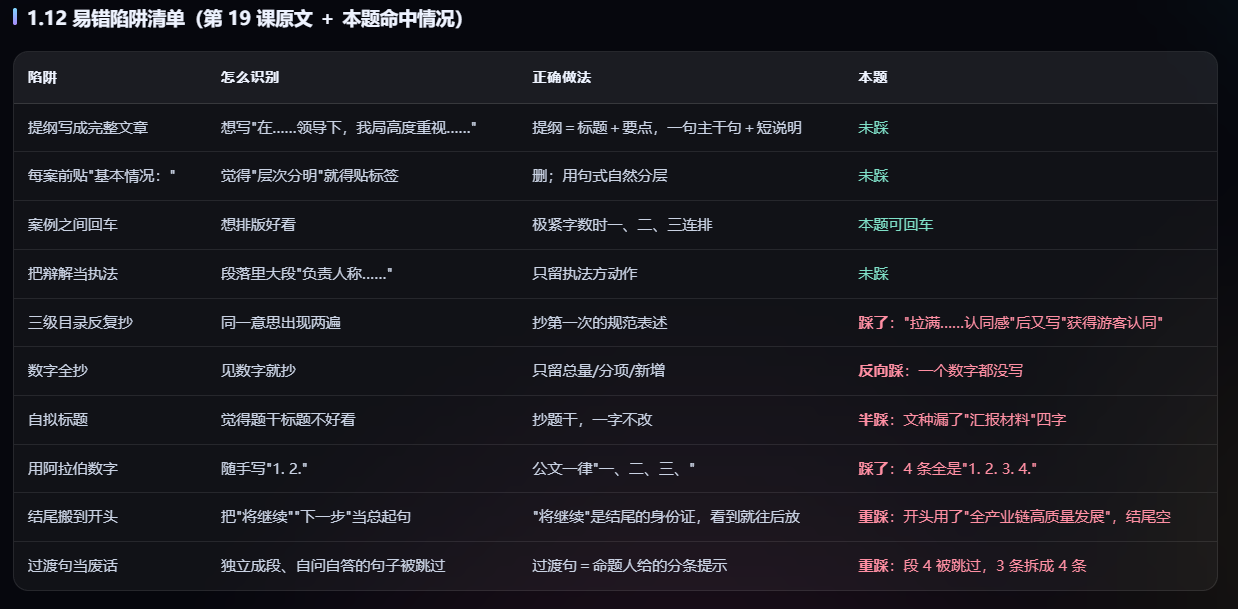 1.12 易错陷阱清单（第 19 课原文 + 本题命中情况）
陷阱 怎么识别 正确做法 本题
提纲写成完整文章 想写"在……领导下，我局高度重视……" 提纲＝标题＋要点，一句主干句＋短说明 未踩
每案前贴"基本情况：" 觉得"层次分明"就得贴标签 删；用句式自然分层 未踩
案例之间回车 想排版好看 极紧字数时一、二、三连排 本题可回车
把辩解当执法 段落里大段"负责人称……" 只留执法方动作 未踩
三级目录反复抄 同一意思出现两遍 抄第一次的规范表述 踩了："拉满……认同感"后又写"获得游客认同"
数字全抄 见数字就抄 只留总量/分项/新增 反向踩：一个数字都没写
自拟标题 觉得题干标题不好看 抄题干，一字不改 半踩：文种漏了"汇报材料"四字
用阿拉伯数字 随手写"1. 2." 公文一律"一、二、三、" 踩了：4 条全是"1. 2. 3. 4."
结尾搬到开头 把"将继续""下一步"当总起句 "将继续"是结尾的身份证，看到就往后放 重踩：开头用了"全产业链高质量发展"，结尾空
过渡句当废话 独立成段、自问自答的句子被跳过 过渡句＝命题人给的分条提示 重踩：段 4 被跳过，3 条拆成 4 条